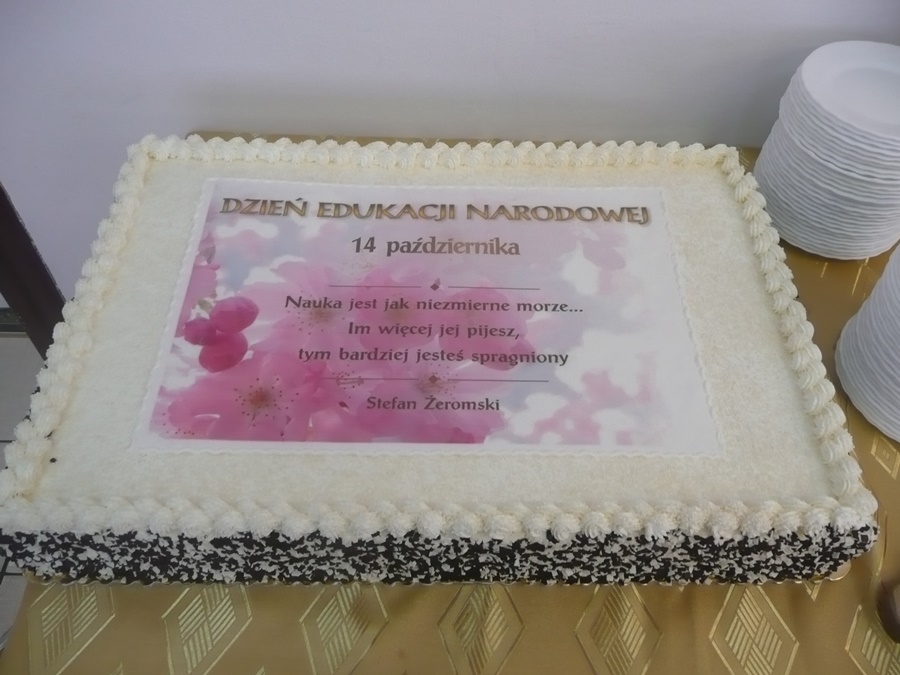 DZIEŃ EDUKACJI NARODOWEJ
14 października
Nauka jest jak niezmierne morze...
Im więcej jej pijesz,
tym bardziej jesteś spragniony
Stefan Żeromski